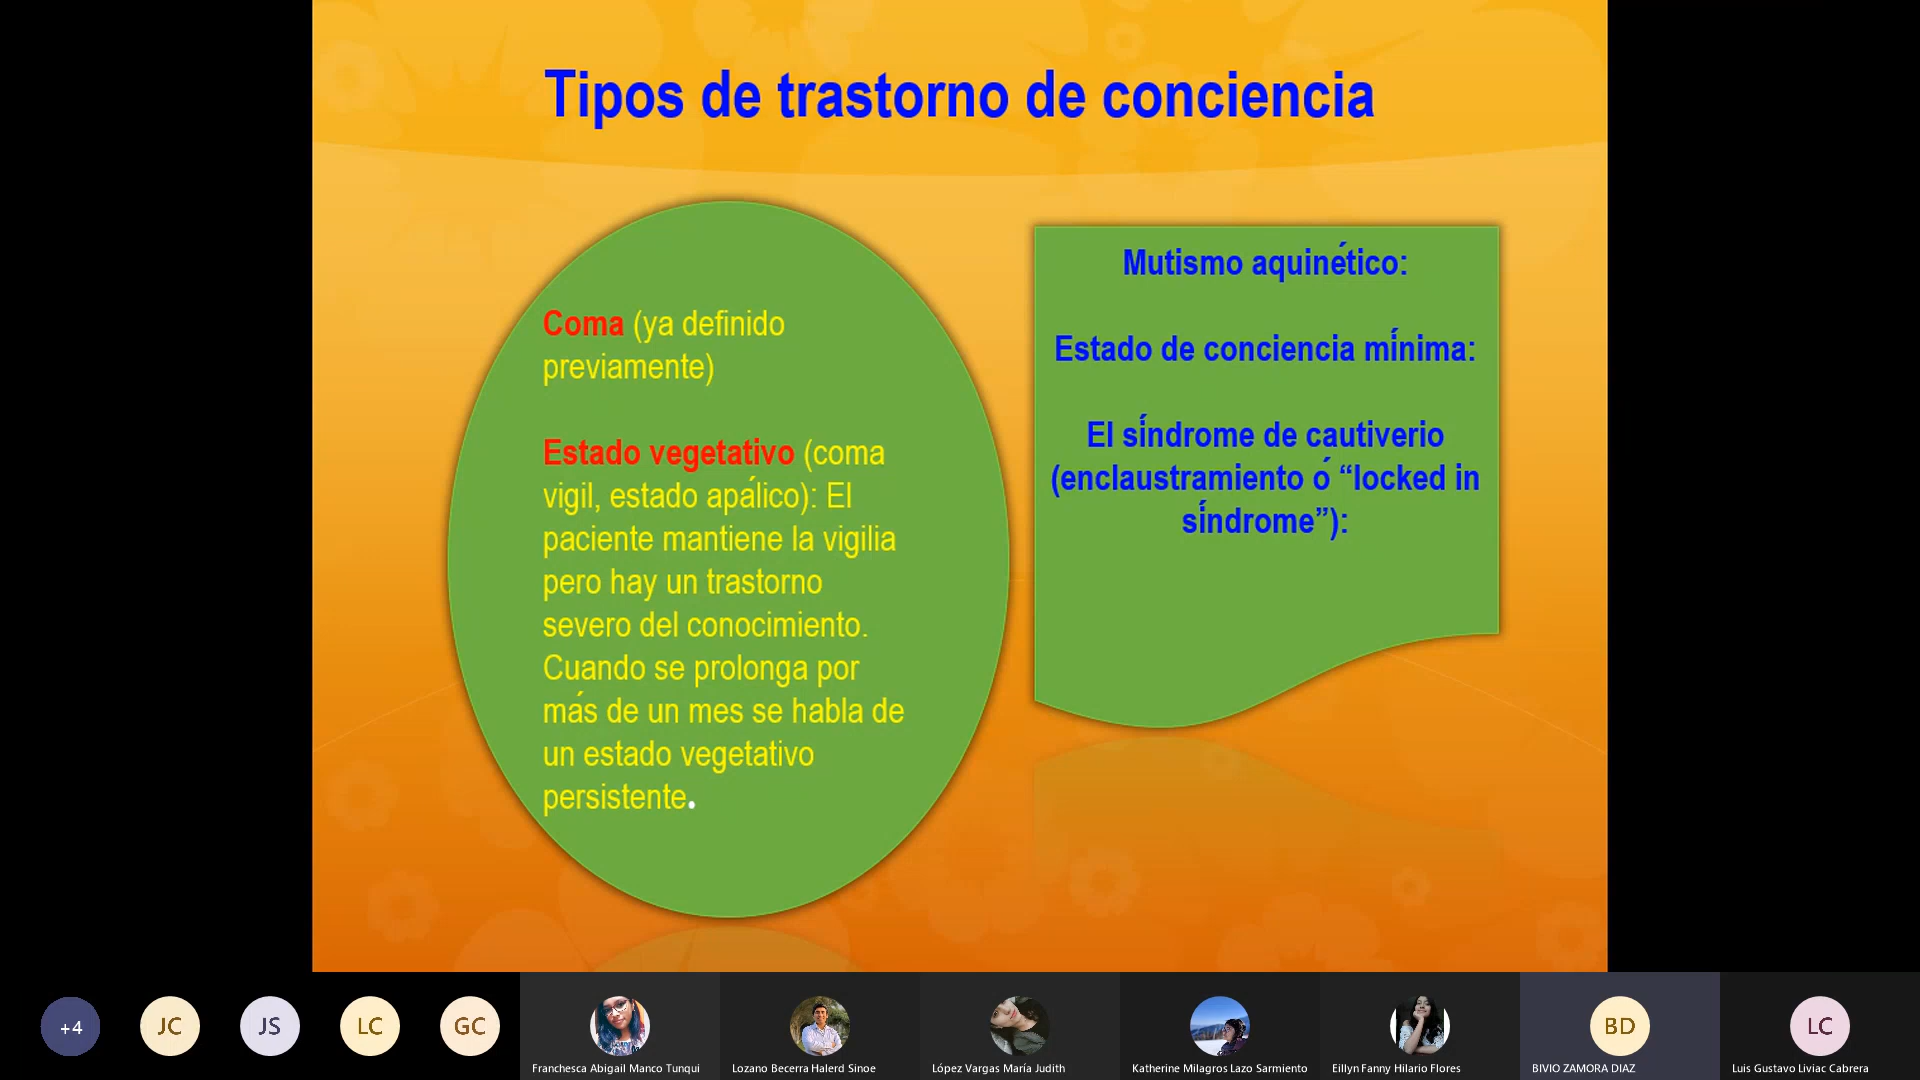 Tipos de trastorno de conciencia
Coma (ya definido
previamente)
Estado vegetativo (coma
vigil, estado apálico): El
paciente mantiene la vigilia
pero hay un trastorno
severo del conocimiento.
Cuando se prolonga por
más de un mes se habla de
un estado vegetativo
persistente.
Mutismo aquinético:
Estado de conciencia mínima:
El síndrome de cautiverio
(enclaustramiento ó “locked in
síndrome”):
+4
JC
JS
LC
GC
Franchesca Abigail Manco Tunqui
Lozano Becerra Halerd Sinoe
López Vargas María Judith
Katherine Milagros Lazo Sarmiento
Eillyn Fanny Hilario Flores
BD
BIVIO ZAMORA DIAZ
LC
Luis Gustavo Liviac Cabrera